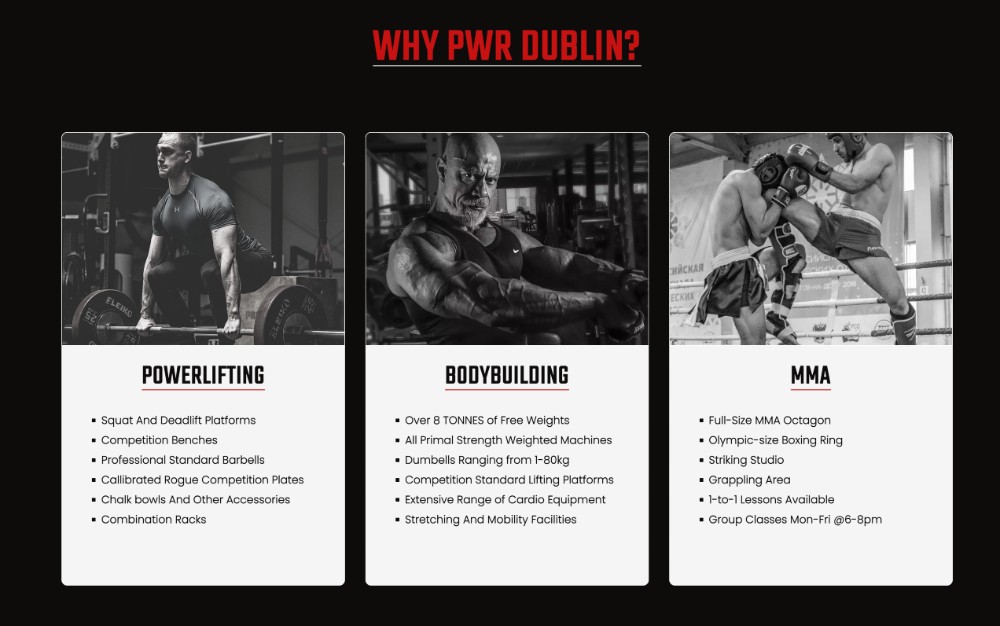 WHY PWR DUBLIN?
FLEIKO
25
POWERLIFTING
Squat And Deadlift Platforms
Competition Benches
Professional Standard Barbells
Callibrated Rogue Competition Plates
Chalk bowls And Other Accessories
Combination Racks
BODYBUILDING
Over 8 TONNES of Free Weights
All Primal Strength Weighted Machines
Dumbells Ranging from 1-80kg
Competition Standard Lifting Platforms
Extensive Range of Cardio Equipment
Stretching And Mobility Facilities
MMA
Full-Size MMA Octagon
Olympic-size Boxing Ring
Striking Studio
Grappling Area
1-to-1 Lessons Available
Group Classes Mon-Fri @6-8pm